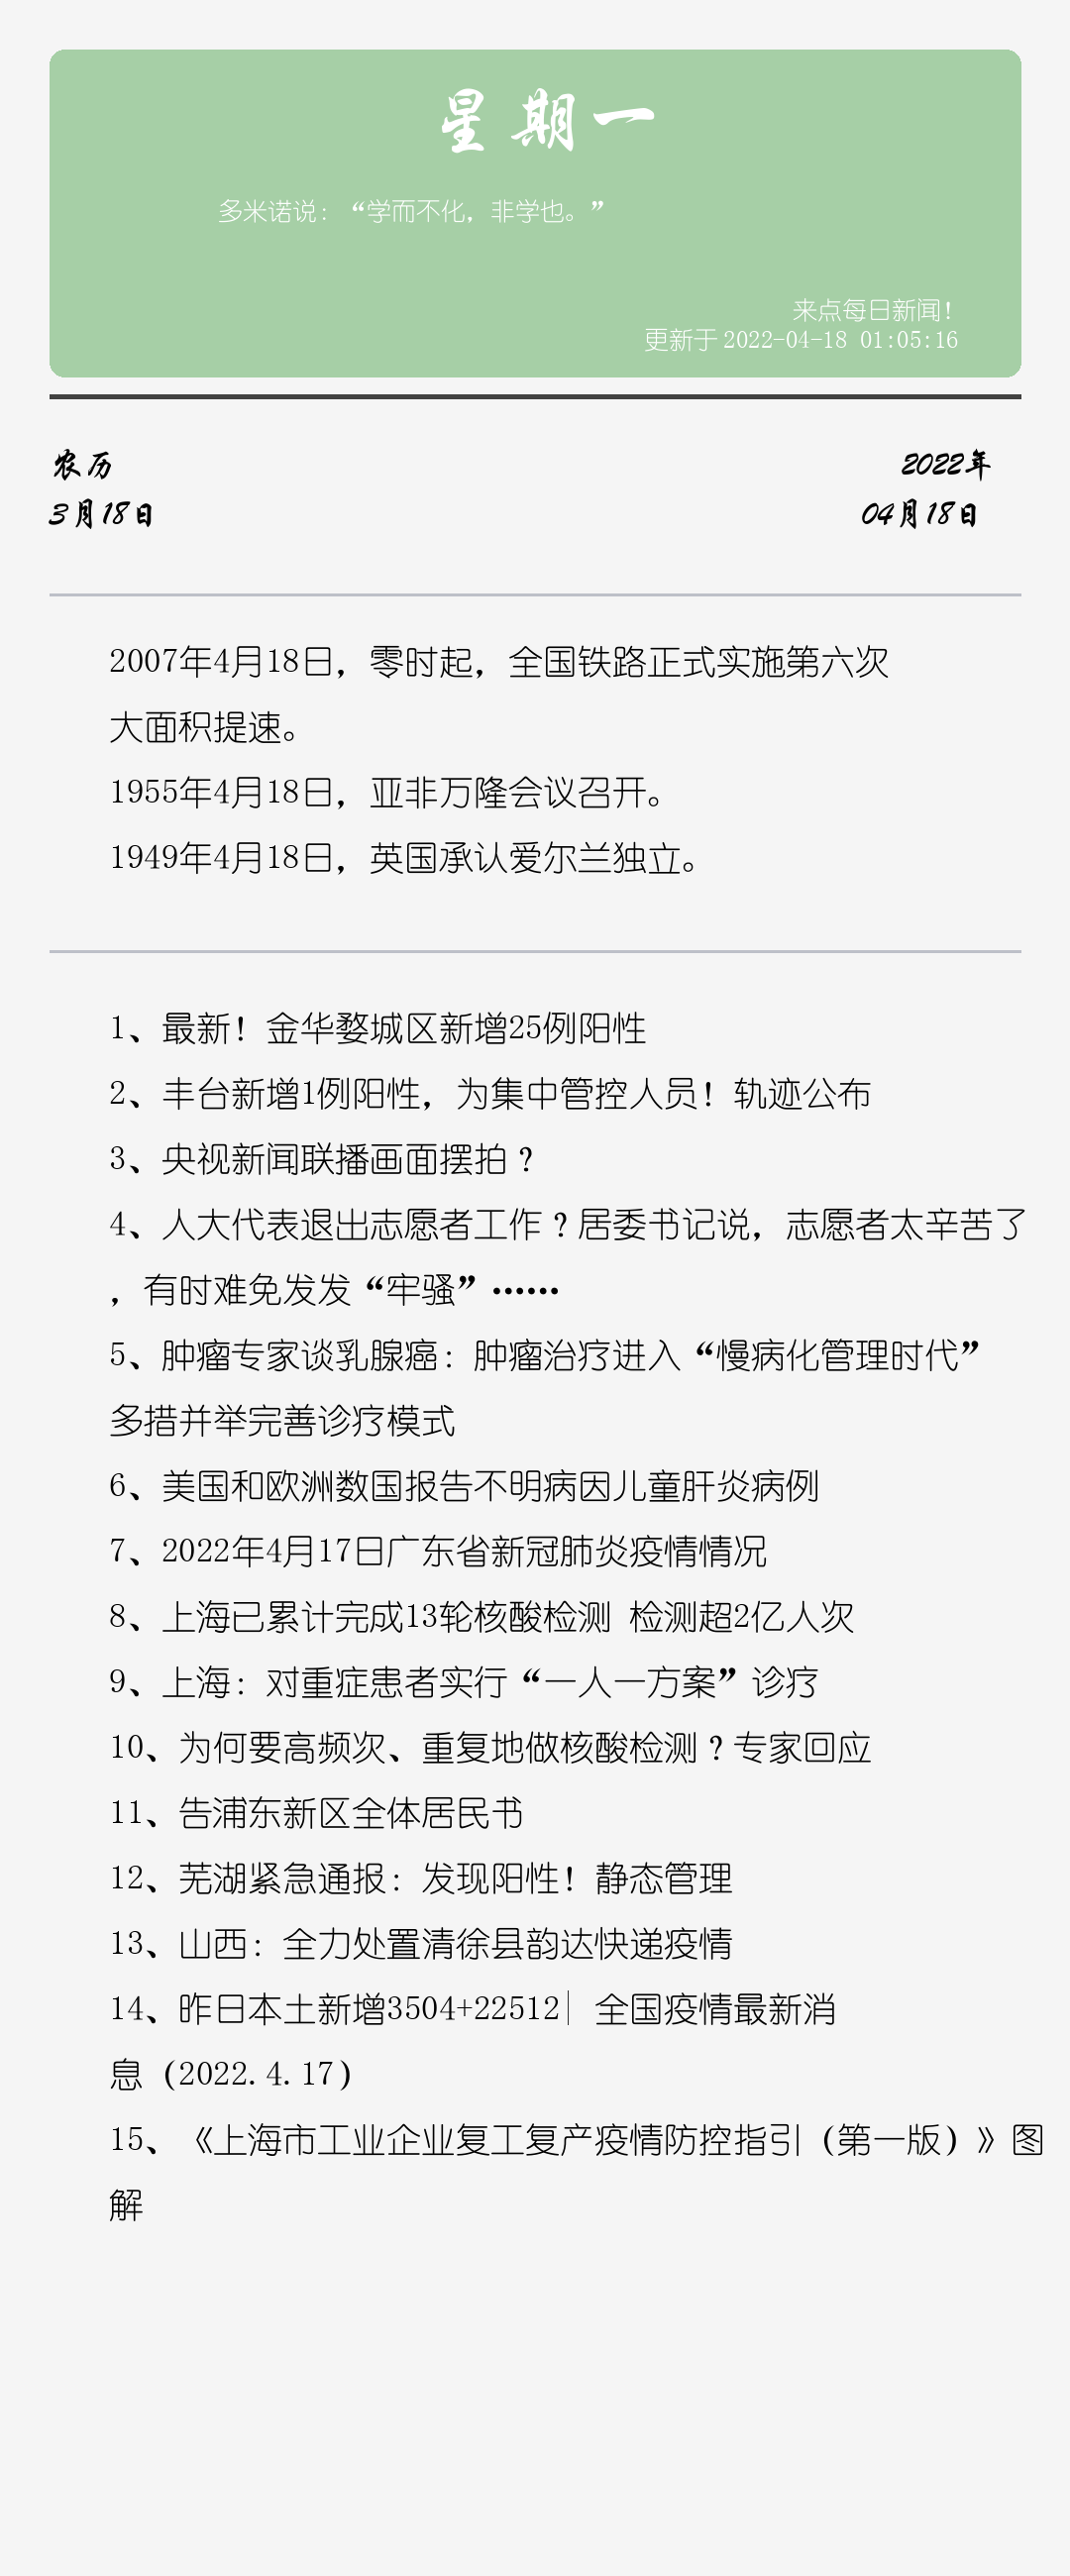 星期一
多米诺说：“学而不化，非学也。”
来点每日新闻！
更新于 2022-04-18 01:05:16
农历
2022年
3月18日
04月18日
2007年4月18日，零时起，全国铁路正式实施第六次
大面积提速。
1955年4月18日，亚非万隆会议召开。
1949年4月18日，英国承认爱尔兰独立。
1、最新！金华婺城区新增25例阳性
2、丰台新增1例阳性，为集中管控人员！轨迹公布
3、央视新闻联播画面摆拍？
4、人大代表退出志愿者工作？居委书记说，志愿者太辛苦了
，有时难免发发“牢骚”……
5、肿瘤专家谈乳腺癌：肿瘤治疗进入“慢病化管理时代”
多措并举完善诊疗模式
6、美国和欧洲数国报告不明病因儿童肝炎病例
7、2022年4月17日广东省新冠肺炎疫情情况
8、上海已累计完成13轮核酸检测 检测超2亿人次
9、上海：对重症患者实行“一人一方案”诊疗
10、为何要高频次、重复地做核酸检测？专家回应
11、告浦东新区全体居民书
12、芜湖紧急通报：发现阳性！静态管理
13、山西：全力处置清徐县韵达快递疫情
14、昨日本土新增3504+22512| 全国疫情最新消
息（2022.4.17）
15、《上海市工业企业复工复产疫情防控指引（第一版）》图
解